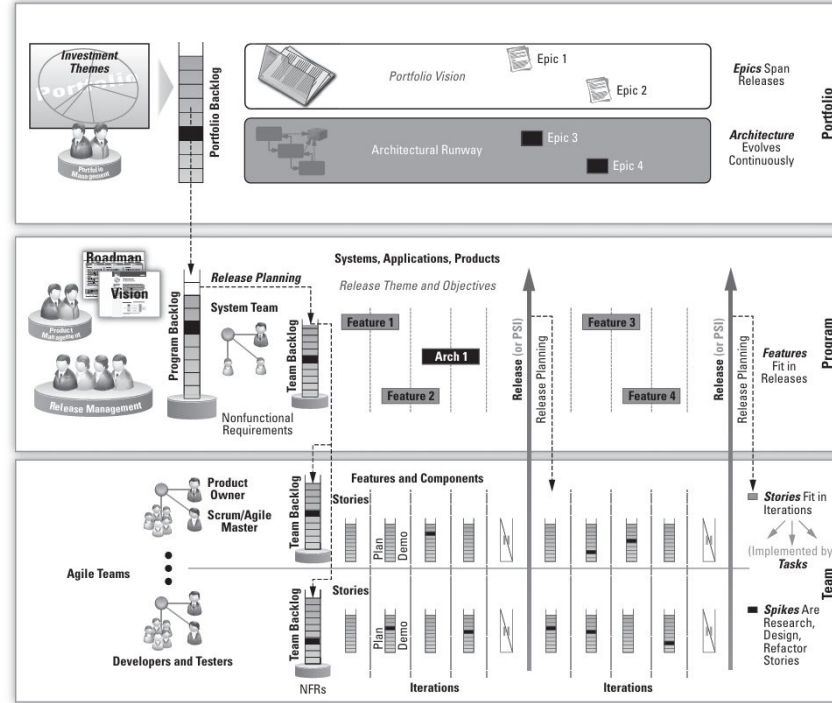 Investment
Themes
Portfolio
Portfolio
Management
Portfolio Backlog
Portfolio Vision
Epic 1
Epic 2
Architectural Runway
Epic 3
Epic 4
Epics Span
Releases
Architecture
Evolves
Continuously
Portfolio
Roadmap
Vision
Product
Management
Release Management
Program Backlog
Release Planning
System Team
Team Backlog
Nonfunctional
Requirements
Systems, Applications, Products
Release Theme and Objectives
Feature 1
Arch 1
Feature 2
Release (or PSI)
Release Planning
Feature 3
Feature 4
Release (or PSI)
Release Planning
Features
Fit in
Releases
Program
Product
Owner
Scrum/Agile
Master
Agile Teams
Developers and Testers
Team Backlog
Features and Components
Stories
Plan
Demo
N
N
Team Backlog
Stories
Plan
Demo
N
N
NFRs
Iterations
Iterations
Stories Fit in
Iterations
(Implemented by)
Tasks
Team
Spikes Are
Research,
Design,
Refactor
Stories